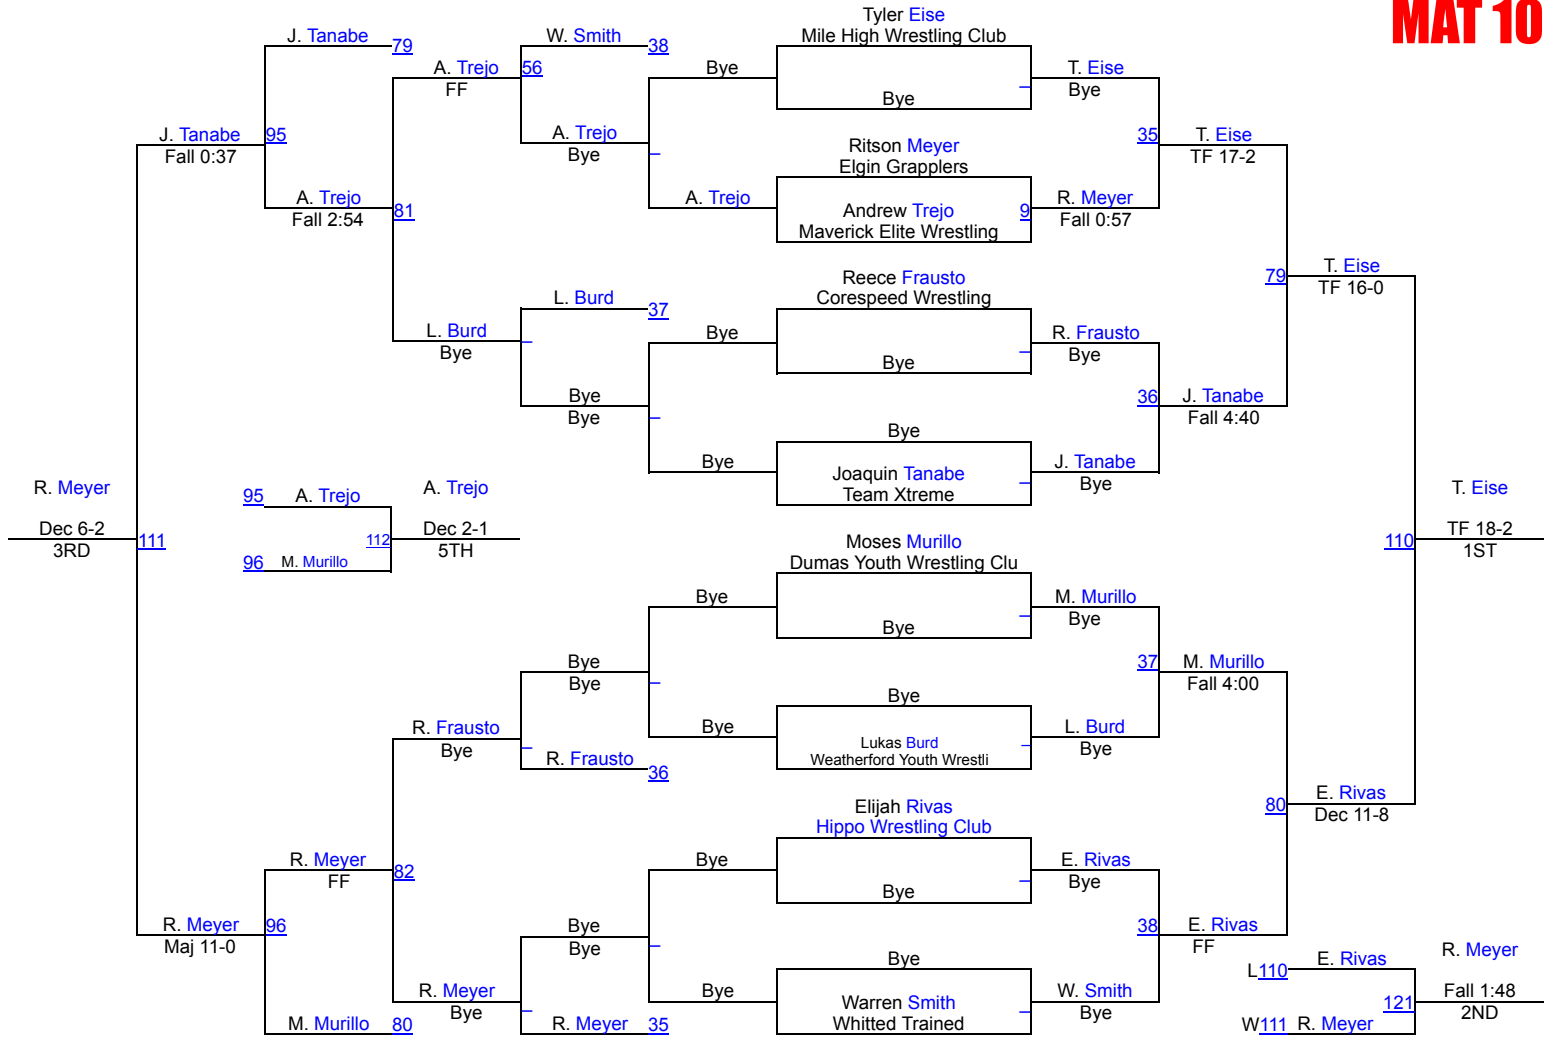 MAT 10
Tyler Eise
Mile High Wrestling Club
Bye
Ritson Meyer
Elgin Grapplers
Andrew Trejo
Maverick Elite Wrestling
9
Reece Frausto
Corespeed Wrestling
Bye
Bye
Joaquin Tanabe
Team Xtreme
Moses Murillo
Dumas Youth Wrestling Clu
Bye
Bye
Lukas Burd
Weatherford Youth Wrestli
Elijah Rivas
Hippo Wrestling Club
Bye
Bye
Warren Smith
Whitted Trained
T. Eise
Bye
35
R. Meyer
Fall 0:57
R. Frausto
Bye
36
J. Tanabe
Bye
M. Murillo
Bye
37
L. Burd
Bye
E. Rivas
Bye
38
W. Smith
Bye
T. Eise
TF 17-2
79
J. Tanabe
Fall 4:40
M. Murillo
Fall 4:00
80
E. Rivas
FF
T. Eise
TF 16-0
110
E. Rivas
Dec 11-8
T. Eise
TF 18-2
1ST
L110 E. Rivas
121
W111 R. Meyer
R. Meyer
Fall 1:48
2ND
Bye
A. Trejo
Bye
Bye
Bye
Bye
Bye
Bye
W. Smith 38
56
A. Trejo
Bye
L. Burd 37
Bye
Bye
Bye
Bye
R. Frausto 36
Bye
Bye
R. Meyer 35
A. Trejo
FF
81
L. Burd
Bye
R. Frausto
Bye
82
R. Meyer
Bye
J. Tanabe 79
95
A. Trejo
Fall 2:54
R. Meyer
FF
96
M. Murillo 80
J. Tanabe
Fall 0:37
111
R. Meyer
Maj 11-0
R. Meyer
Dec 6-2
3RD
95 A. Trejo
112
96 M. Murillo
A. Trejo
Dec 2-1
5TH